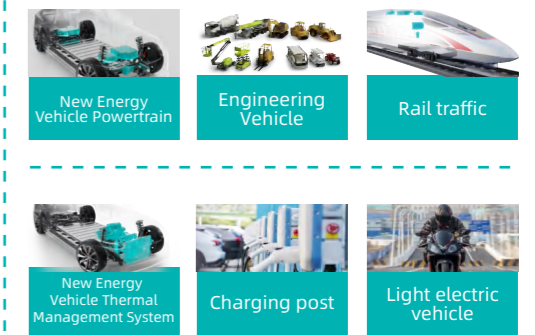 New Energy
Vehicle Powertrain
Engineering
Vehicle
Rail traffic
New Energy
Vehicle Thermal
Management System
Charging post
Light electric
vehicle